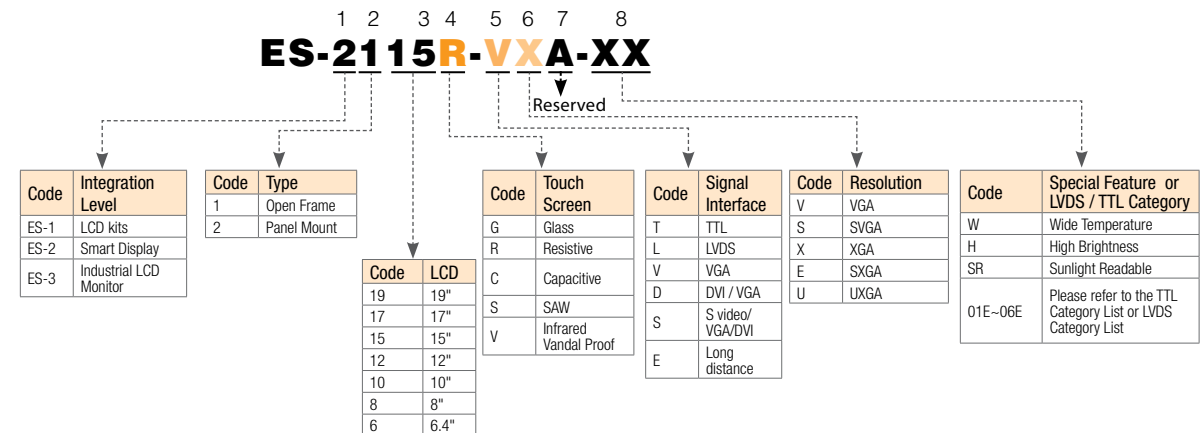 1 2 3 4 5 6 7 8
ES-2115R-VXA-XX
Reserved
Code Integration Level
ES-1 LCD kits
ES-2 Smart Display
ES-3 Industrial LCD Monitor
Code Type
1 Open Frame
2 Panel Mount
Code LCD
19 19"
17 17"
15 15"
12 12"
10 10"
8 8"
6 6.4"
Code Touch Screen
G Glass
R Resistive
C Capacitive
S SAW
V Infrared Vandal Proof
Code Signal Interface
T TTL
L LVDS
V VGA
D DVI / VGA
S S video/ VGA/DVI
E Long distance
Code Resolution
V VGA
S SVGA
X XGA
E SXGA
U UXGA
Code Special Feature or LVDS / TTL Category
W Wide Temperature
H High Brightness
SR Sunlight Readable
01E~06E Please refer to the TTL Category List or LVDS Category List